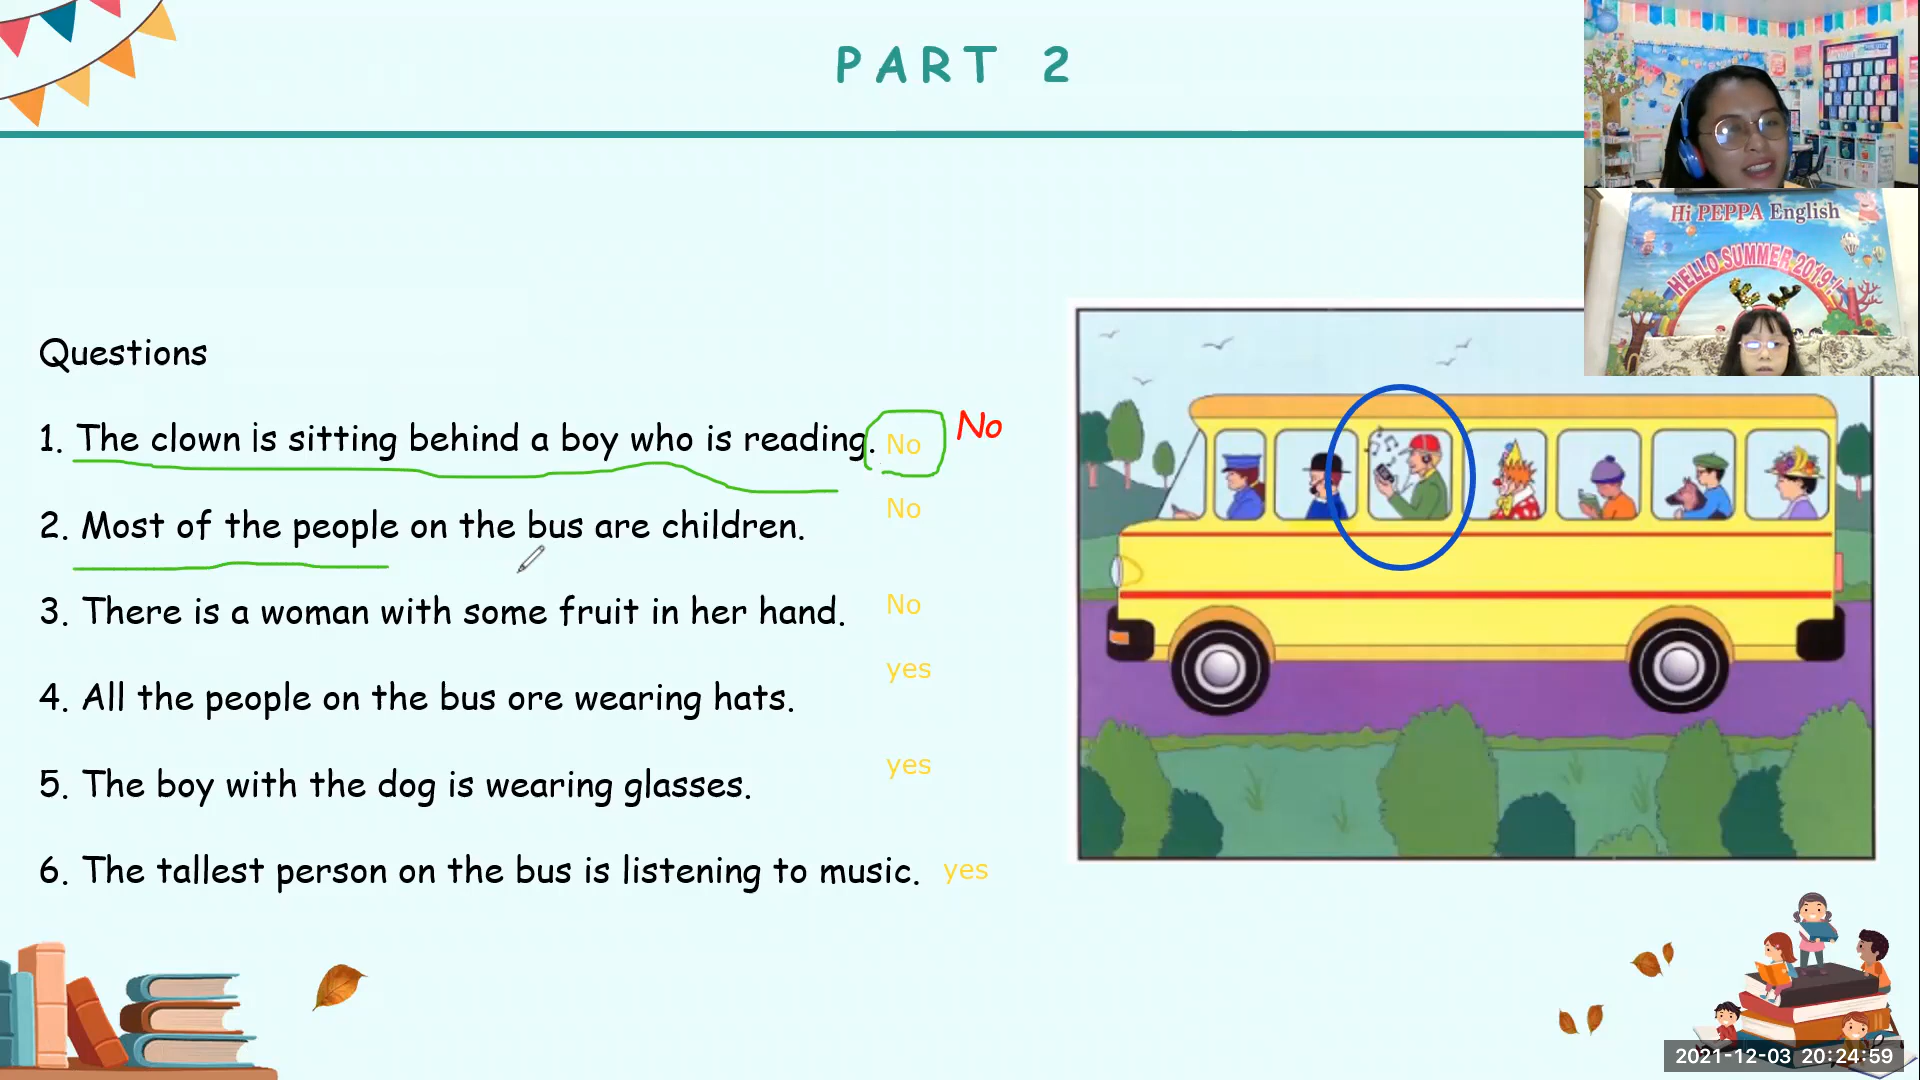 PART 2
Hi PEPPA English
HELLO SUMMER 2019!
Questions
1. The clown is sitting behind a boy who is reading. No No
2. Most of the people on the bus are children. No
3. There is a woman with some fruit in her hand. No
4. All the people on the bus ore wearing hats. yes
5. The boy with the dog is wearing glasses. yes
6. The tallest person on the bus is listening to music. yes
2021-12-03 20:24:59